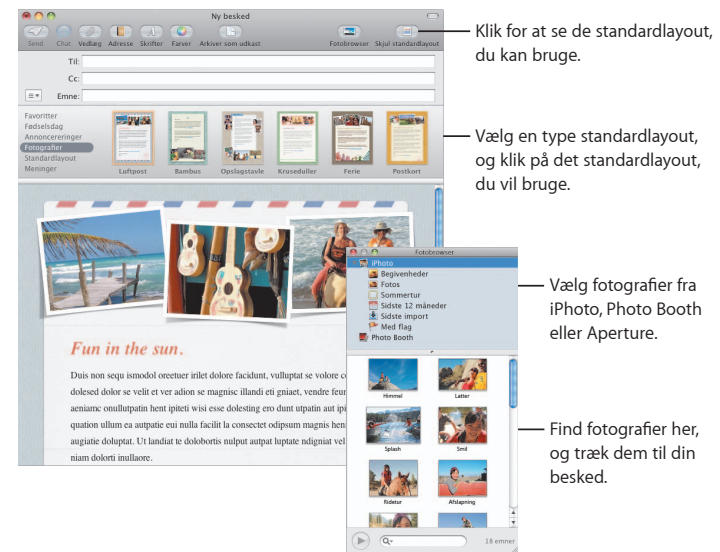 Ny besked
Send Chat Vedlæg Adresse Skrifter Farver Arkiver som udkast Fotobrowser Skjul standardlayout
Til:
Cc:
Emne:
Favoritter
Fødselsdag
Annoncereringer
Fotografier
Standardlayout
Meninger
Luftpost Bambus Opslagstavle Kruseduller Ferie Postkort
Fun in the sun.
Duis non sequ ismodol oreetuer irilet dolore facidunt, vulluptat se volore
dolesed dolor se velit et ver adion se magnisc illandi eti gniaet, vendre feu
aeniamc onullutpatin hent ipiteti wisi esse dolesting ero dunt utpatin aut ipi
quation ullum ea autpatie eui nulla facilit la consectet odipsum magnis hen
augiatie doluptat. Ut landiat te dolobortis nulput autpat luptate ndigniat vel
niam dolorti inullaore.
Fotobrowser
iPhoto
Begivenheder
Fotos
Sommertur
Sidste 12 måneder
Sidste import
Med flag
Photo Booth
Himmel Latter
Splash Smil
Ridetur Afslapning
18 emner
Klik for at se de standardlayout,
du kan bruge.
Vælg en type standardlayout,
og klik på det standardlayout,
du vil bruge.
Vælg fotografier fra
iPhoto, Photo Booth
eller Aperture.
Find fotografier her,
og træk dem til din
besked.